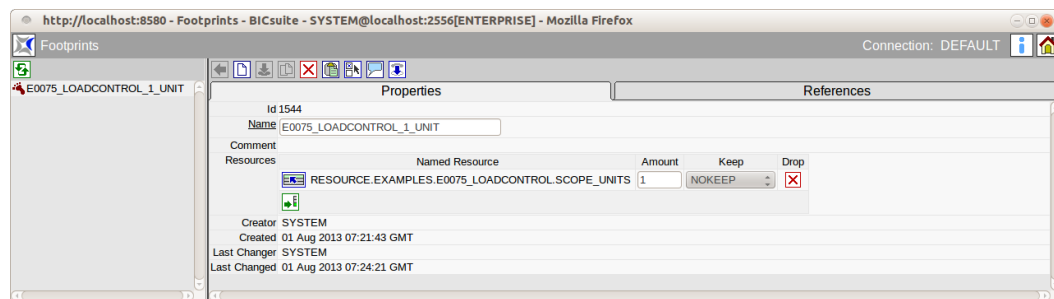 http://localhost:8580 - Footprints - BICsuite - SYSTEM@localhost:2556[ENTERPRISE] - Mozilla Firefox
Footprints
Connection: DEFAULT
E0075_LOADCONTROL_1_UNIT
Properties
References
Id 1544
Name E0075_LOADCONTROL_1_UNIT
Comment
Resources Named Resource Amount Keep Drop
RESOURCE.EXAMPLES.E0075_LOADCONTROL.SCOPE_UNITS 1 NOKEEP
Creator SYSTEM
Created 01 Aug 2013 07:21:43 GMT
Last Changer SYSTEM
Last Changed 01 Aug 2013 07:24:21 GMT